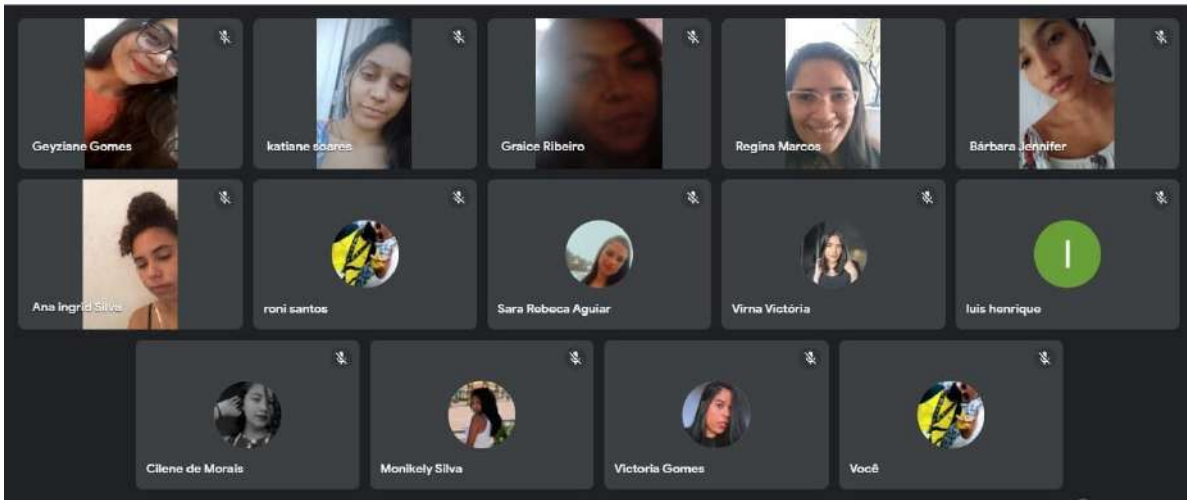 Geyziane Gomes
katiane soares
Graice Ribeiro
Regina Marcos
Bárbara Jennifer
Ana ingrid Silva
roni santos
Sara Rebeca Aguiar
Virna Victória
l
luis henrique
Cilene de Morais
Monikely Silva
Victoria Gomes
Você